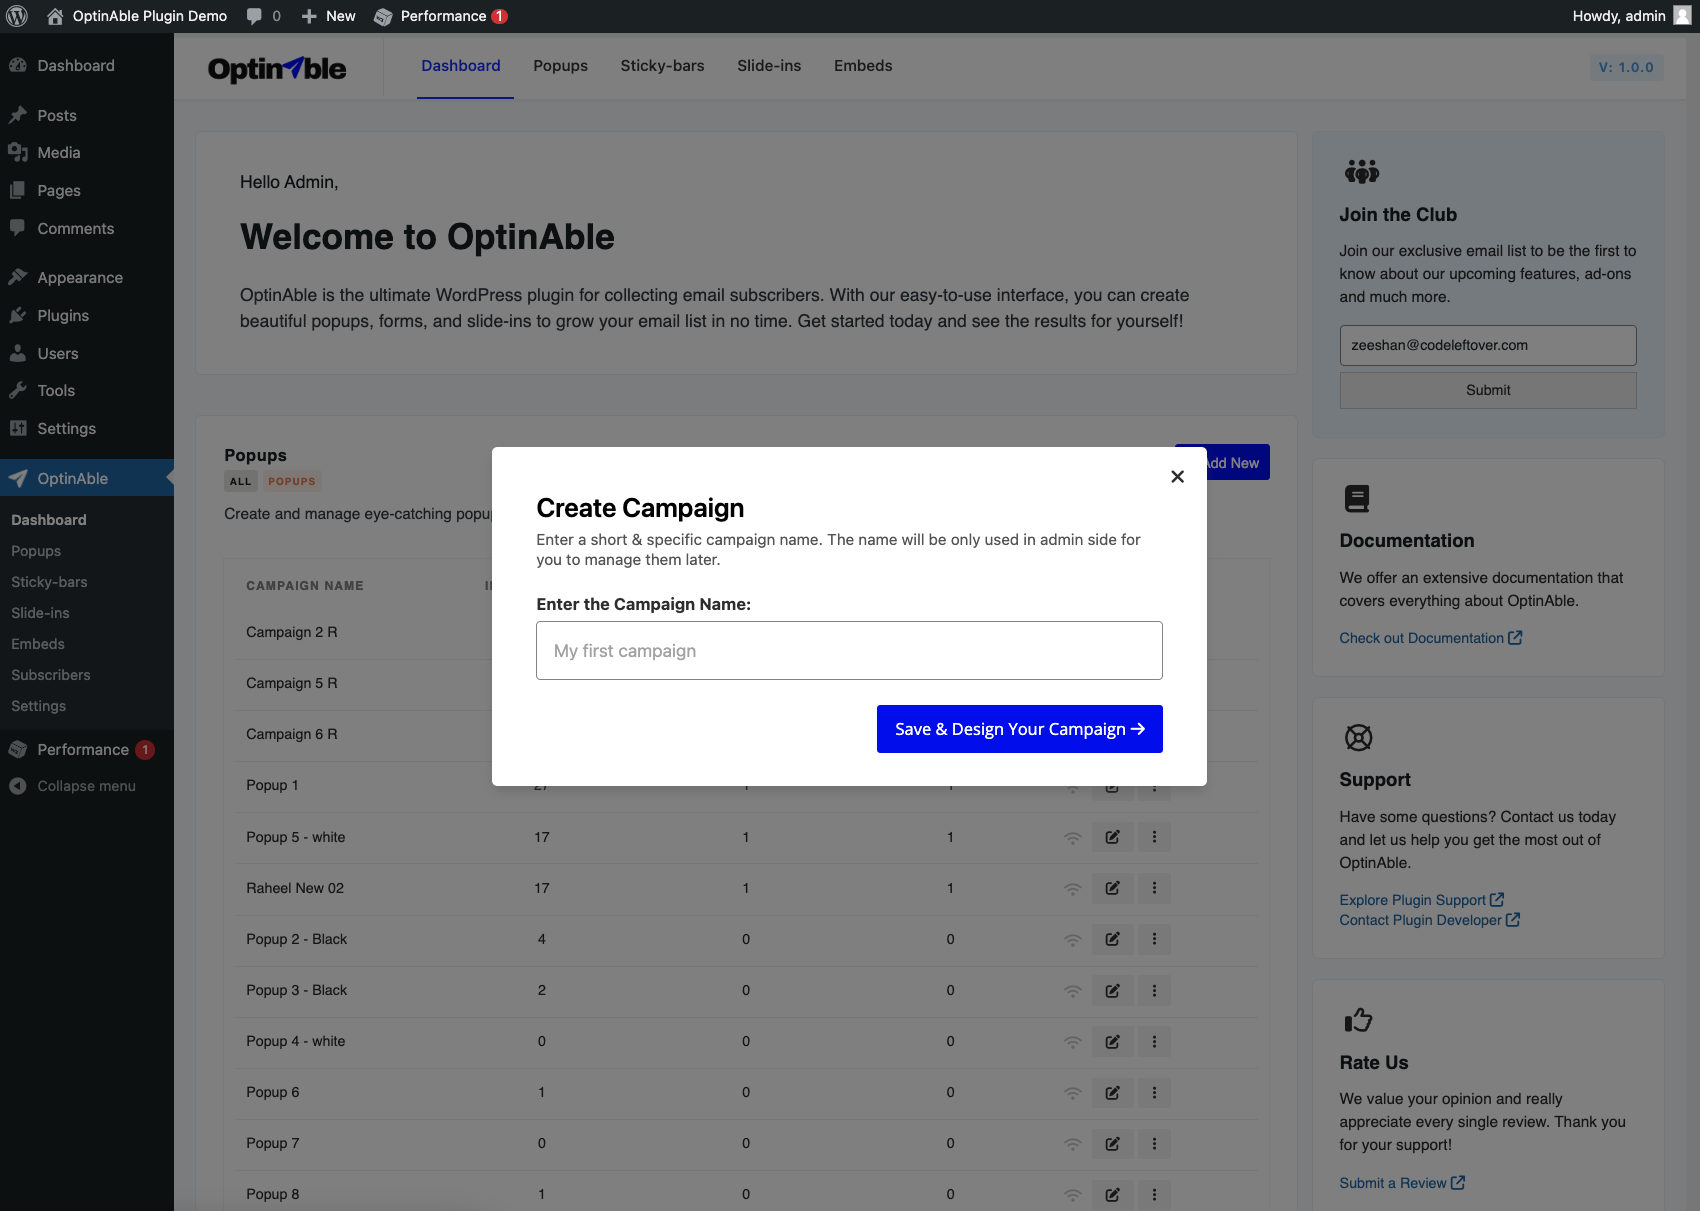 OptinAble Plugin Demo
0
New
Performance 1
Howdy, admin
Dashboard
Posts
Media
Pages
Comments
Appearance
Plugins
Users
Tools
Settings
OptinAble
Dashboard
Popups
Sticky-bars
Slide-ins
Embeds
Subscribers
Settings
Performance 1
Collapse menu
OptinAble
Dashboard
Popups
Sticky-bars
Slide-ins
Embeds
V: 1.0.0
Hello Admin,
Welcome to OptinAble
OptinAble is the ultimate WordPress plugin for collecting email subscribers. With our easy-to-use interface, you can create
beautiful popups, forms, and slide-ins to grow your email list in no time. Get started today and see the results for yourself!
Popups
ALL POPUPS
Create and manage eye-catching
Add New
CAMPAIGN NAME
Campaign 2 R
Campaign 5 R
Campaign 6 R
Popup 1 27 1 1
Popup 5 - white 17 1 1
Raheel New 02 17 1 1
Popup 2 - Black 4 0 0
Popup 3 - Black 2 0 0
Popup 4 - white 0 0 0
Popup 6 1 0 0
Popup 7 0 0 0
Popup 8 1 0 0
Create Campaign
Enter a short & specific campaign name. The name will be only used in admin side for
you to manage them later.
Enter the Campaign Name:
My first campaign
Save & Design Your Campaign
Join the Club
Join our exclusive email list to be the first to
know about our upcoming features, ad-ons
and much more.
zeeshan@codeleftover.com
Submit
Documentation
We offer an extensive documentation that
covers everything about OptinAble.
Check out Documentation
Support
Have some questions? Contact us today
and let us help you get the most out of
OptinAble.
Explore Plugin Support
Contact Plugin Developer
Rate Us
We value your opinion and really
appreciate every single review. Thank you
for your support!
Submit a Review